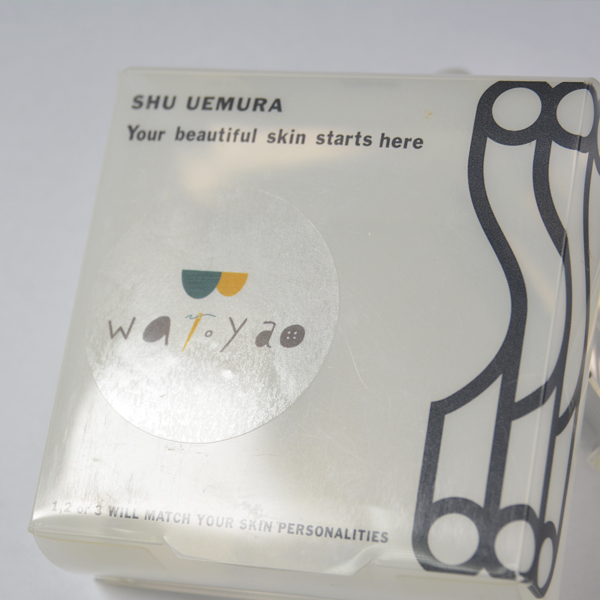 SHU UEMURA
Your beautiful skin starts here
waToyao
1,2 or 3 WILL MATCH YOUR SKIN PERSONALITIES